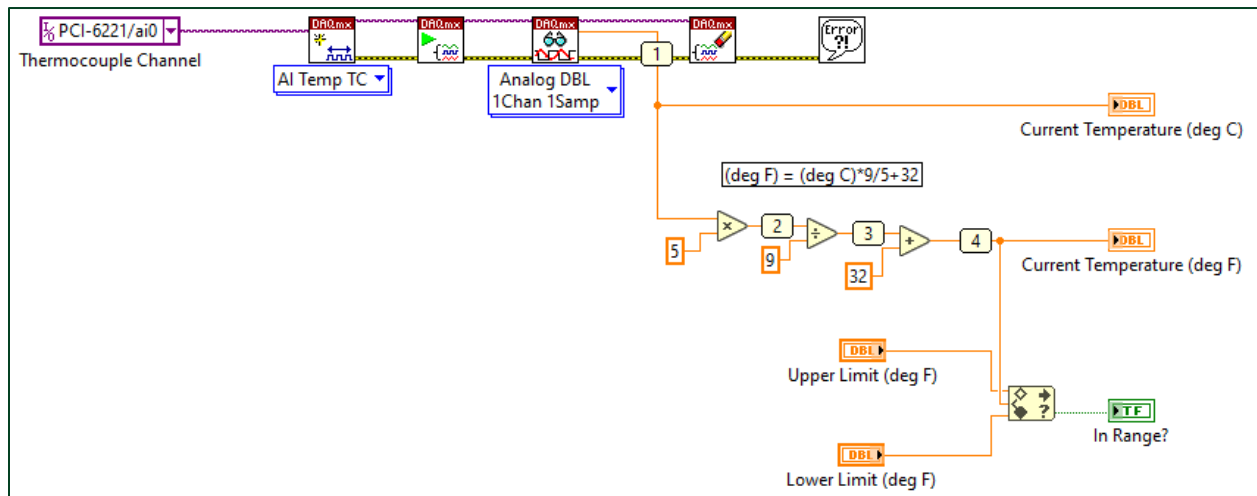 PCI-6221/ai0
Thermocouple Channel
DAQmx
AI Temp TC
DAQmx
DAQmx
Analog DBL
1Chan 1Samp
1
DAQmx
Error
?!
DBL
Current Temperature (deg C)
(deg F) = (deg C)*9/5+32
×
5
2
÷
9
3
+
32
4
DBL
Current Temperature (deg F)
DBL
Upper Limit (deg F)
?
TF
In Range?
DBL
Lower Limit (deg F)